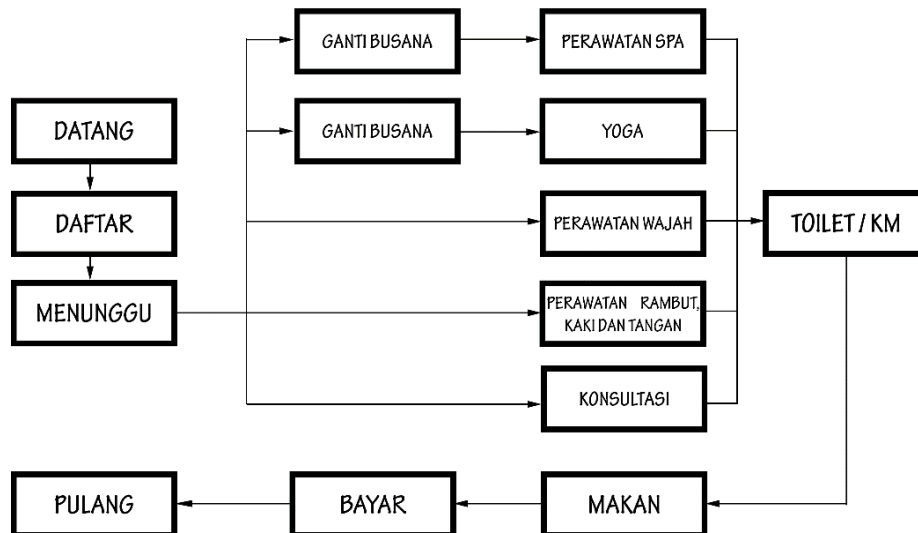 GANTI BUSANA
PERAWATAN SPA
DATANG
GANTI BUSANA
YOGA
DAFTAR
PERAWATAN WAJAH
TOILET / KM
MENUNGGU
PERAWATAN RAMBUT,
KAKI DAN TANGAN
KONSULTASI
PULANG
BAYAR
MAKAN